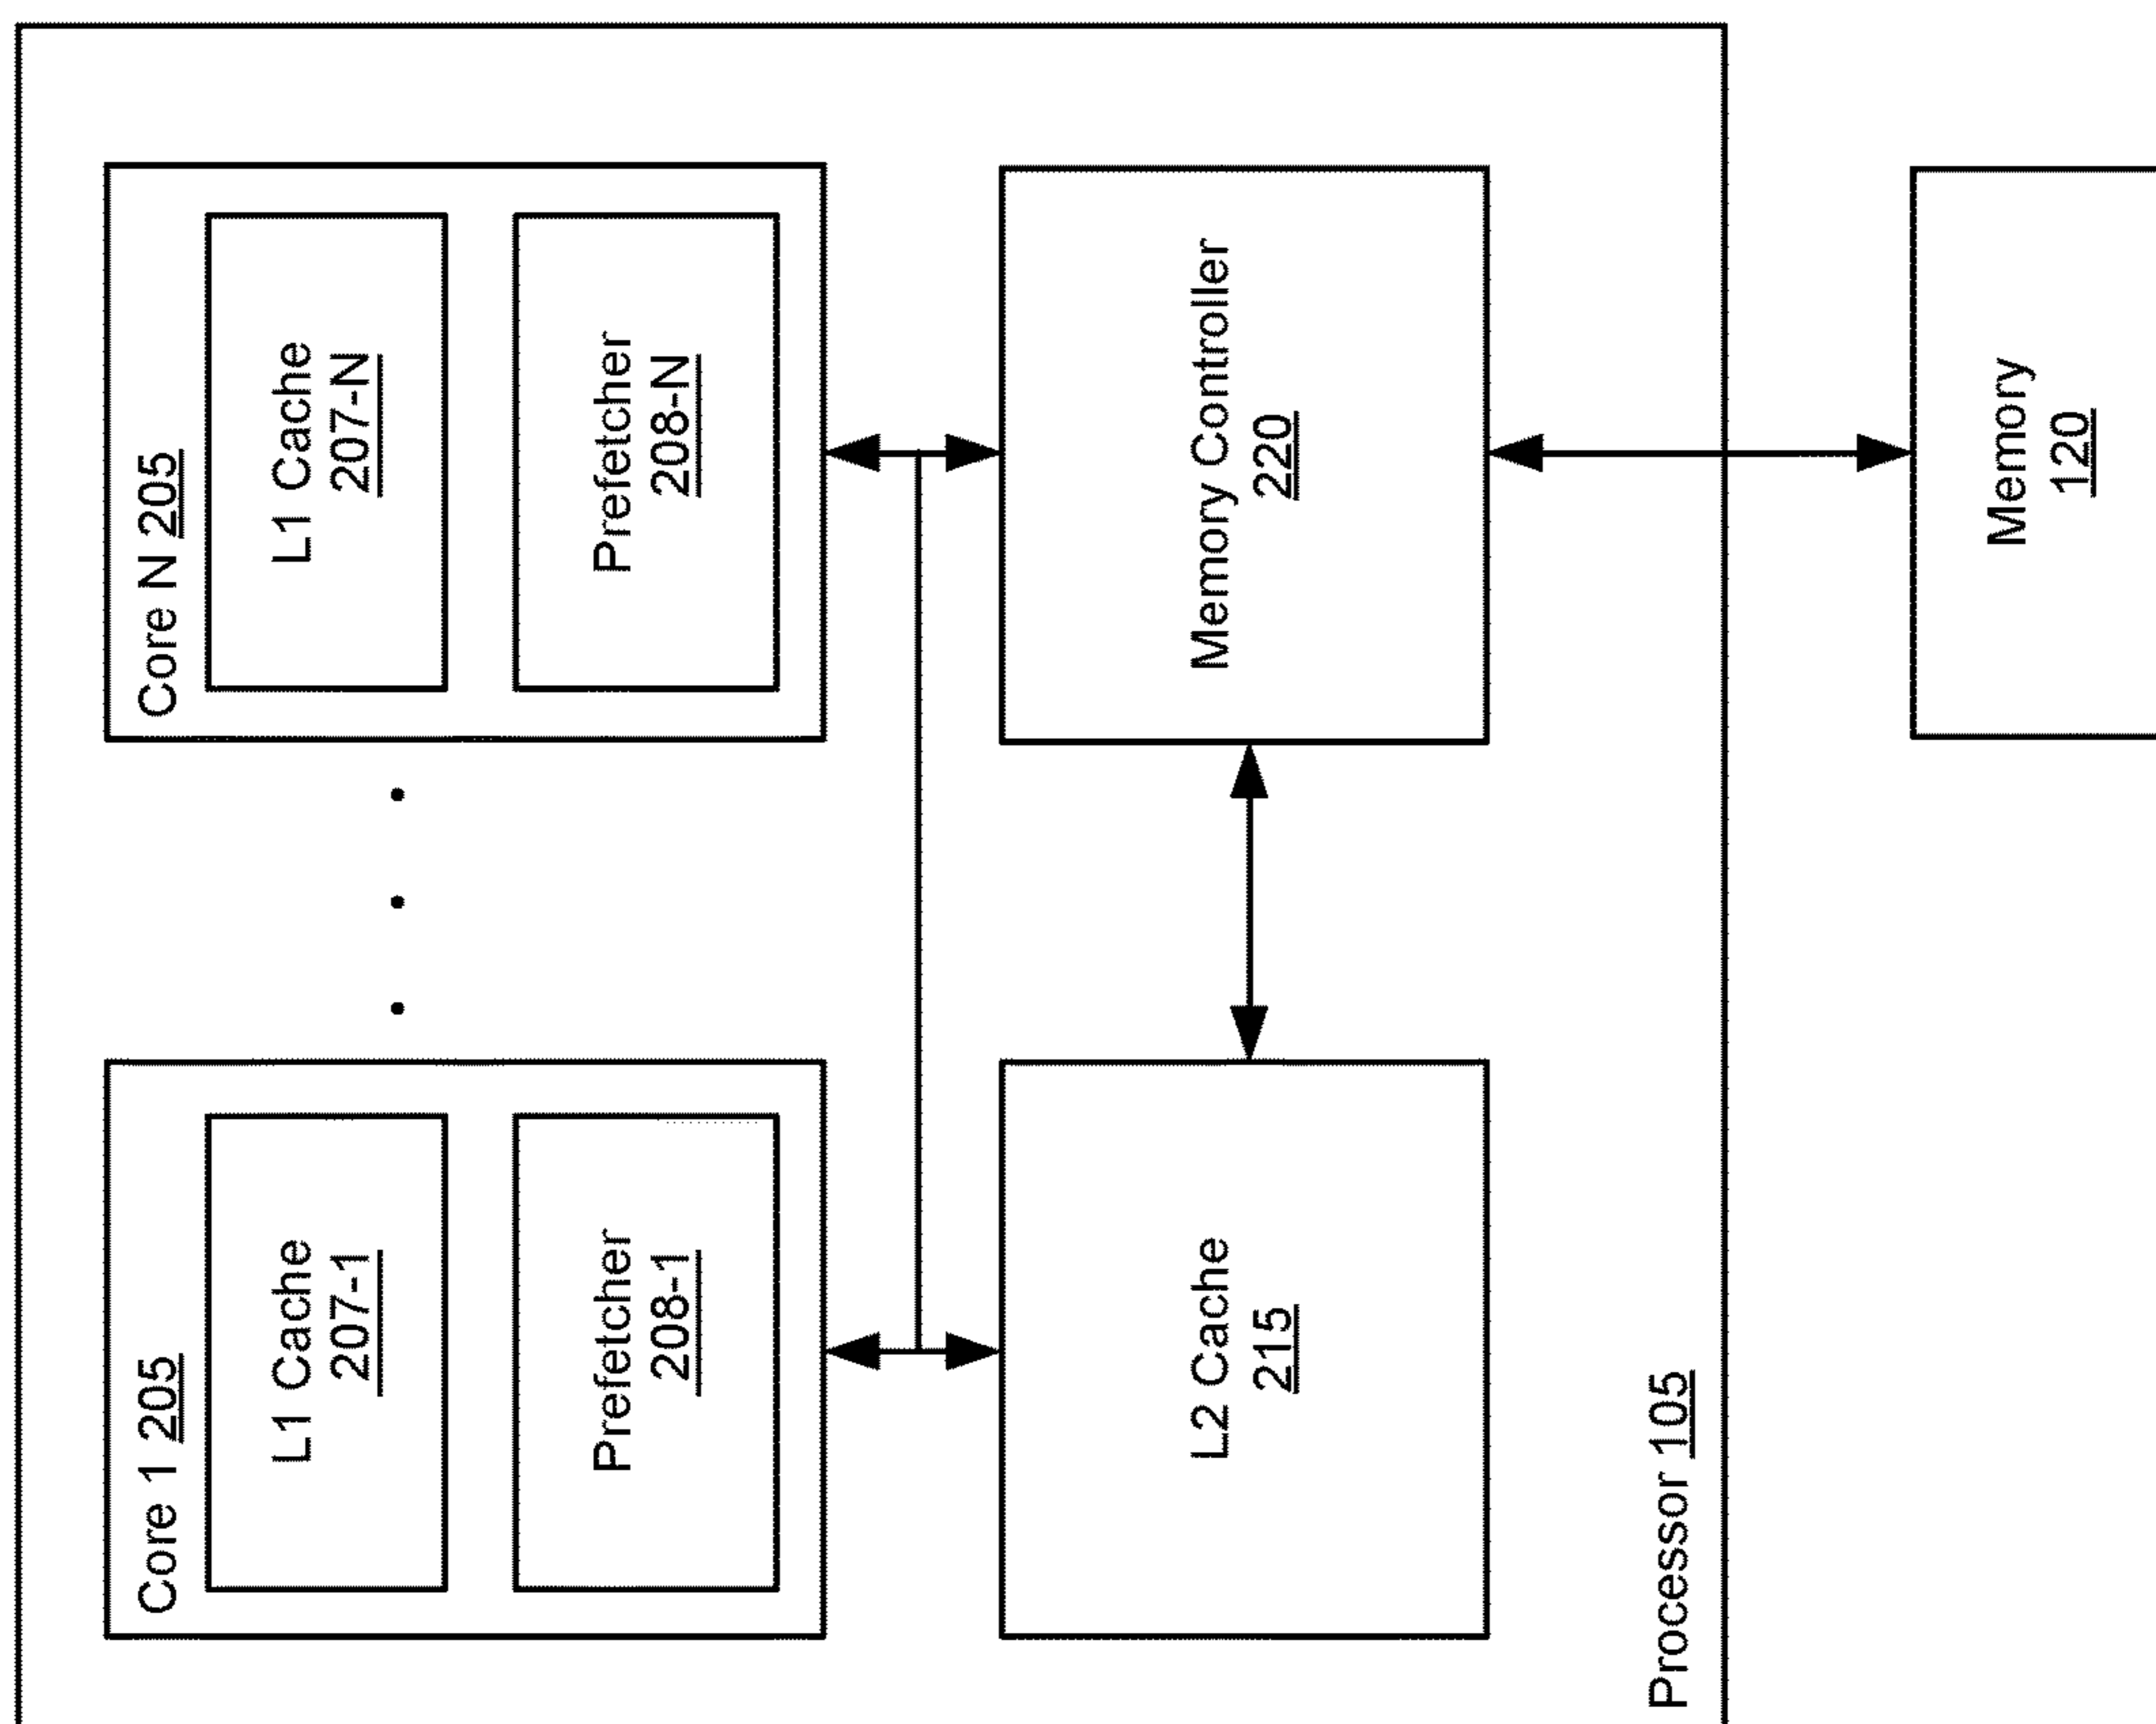 Core 1 205
L1 Cache
207-1
Prefetcher
208-1
Core N 205
L1 Cache
207-N
Prefetcher
208-N
L2 Cache
215
Memory Controller
220
Processor 105
Memory
120